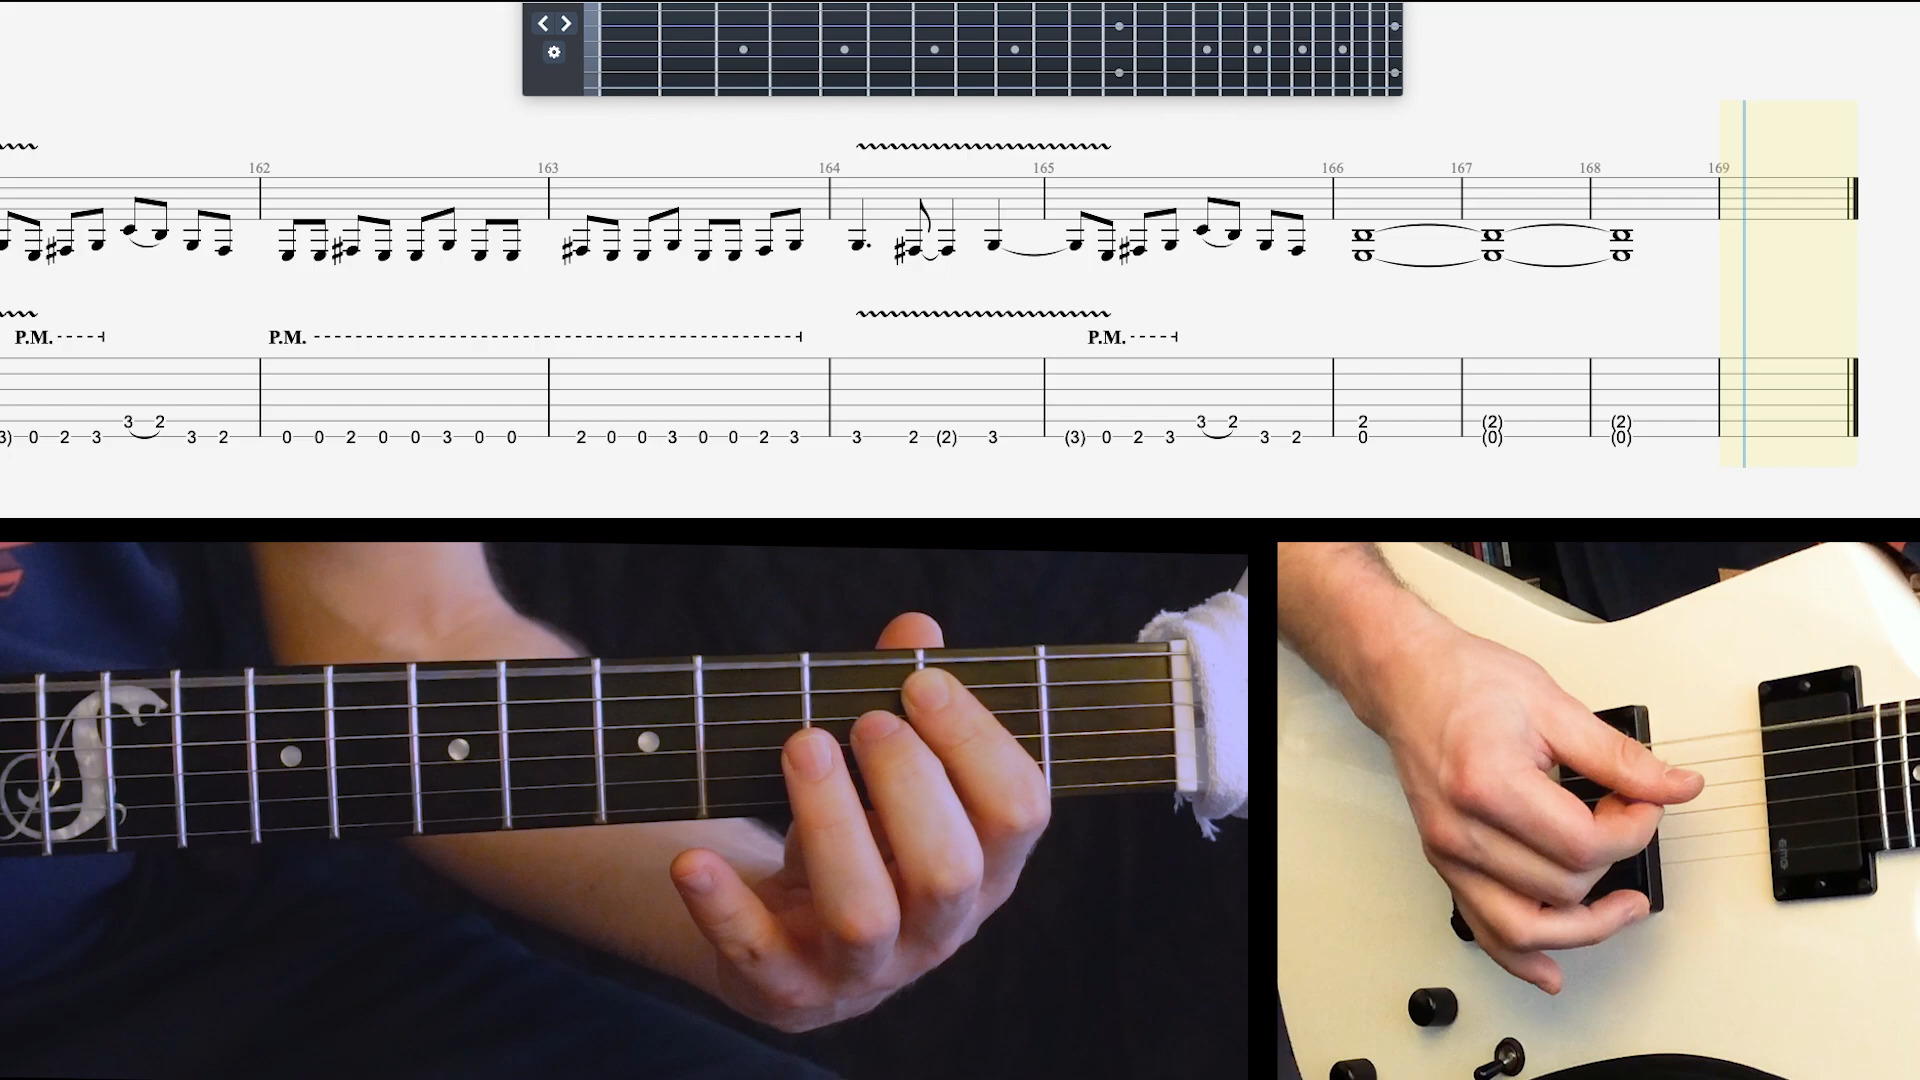 162 163 164 165 166 167 168 169
P.M. P.M. P.M.
3 2 3 2 2 (2) (2)
3) 0 2 3 3 2 0 0 2 0 0 3 0 0 2 0 0 3 0 0 2 3 3 2 (2) 3 (3) 0 2 3 3 2 0 (0) (0)
EMG